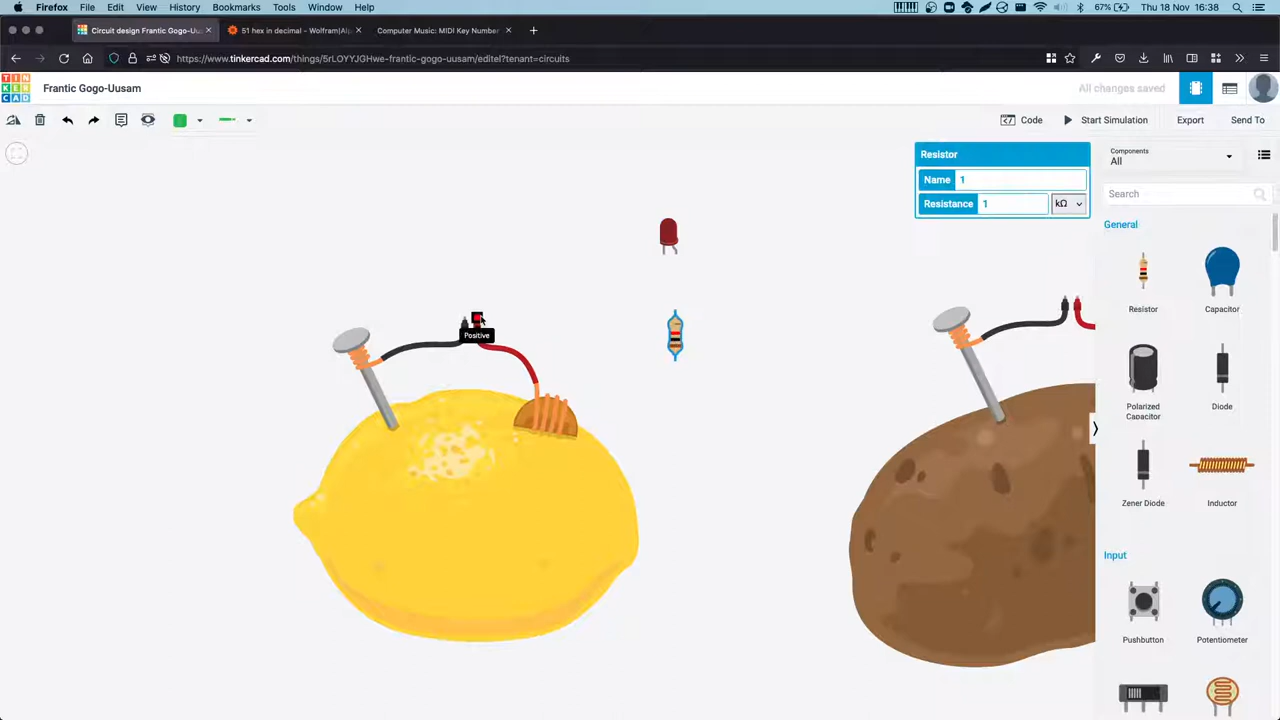 Firefox File Edit View History Bookmarks Tools Window Help 67% Thu 18 Nov 16:38
Circuit design Frantic Gogo-Uu 51 hex in decimal - Wolfram|Al Computer Music: MIDI Key Number
https://www.tinkercad.com/things/5rLOYYJGHwe-frantic-gogo-uusam/editel?tenant=circuits
TIN
KER
CAD
Frantic Gogo-Uusam
All changes saved
Code Start Simulation Export Send To
Resistor
Name 1
Resistance 1 kΩ
Components
All
Search
General
Resistor Capacitor
Positive
Polarized
Capacitor
Diode
Zener Diode Inductor
Input
Pushbutton Potentiometer